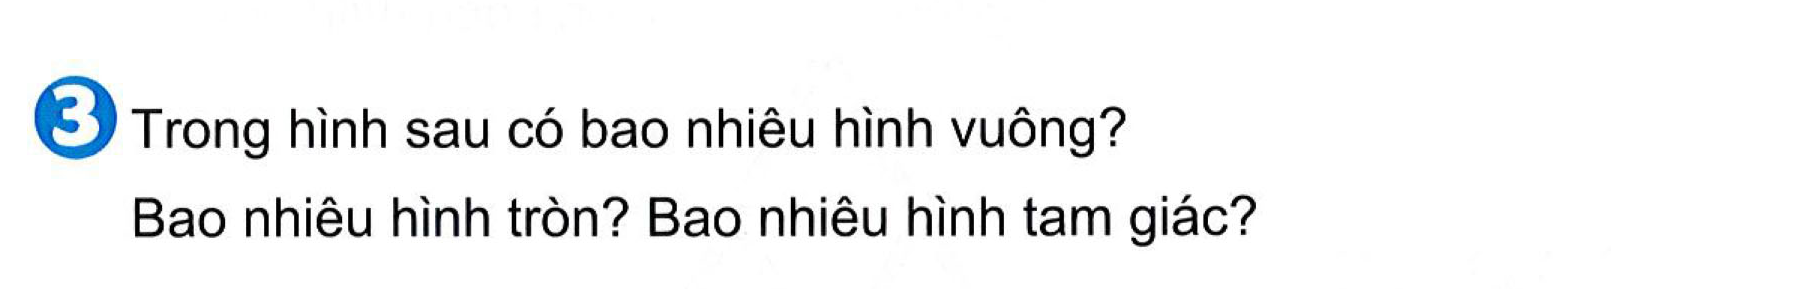 3 Trong hình sau có bao nhiêu hình vuông?
Bao nhiêu hình tròn? Bao nhiêu hình tam giác?